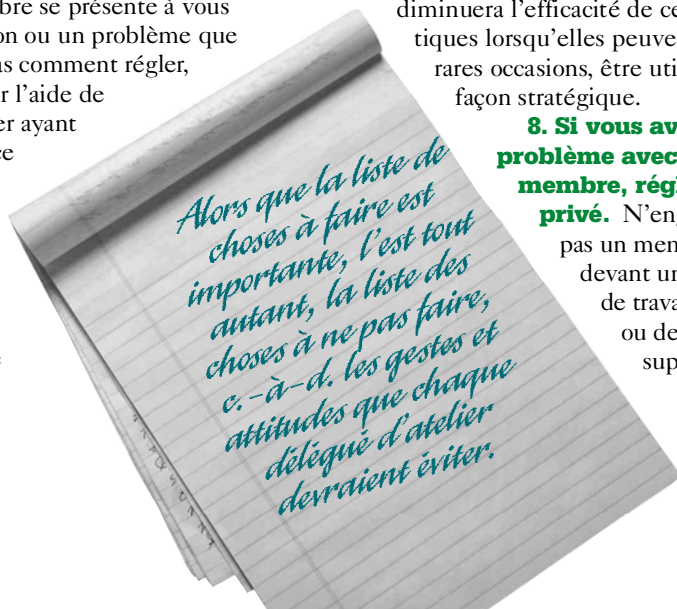 bre se présente à vous
on ou un problème que
as comment régler,
r l'aide de
er ayant
ce
e
Alors que la liste de
choses à faire est
importante, l'est tout
autant, la liste des
choses à ne pas faire,
c.-à-d. les gestes et
attitudes que chaque
délégué d'atelier
devraient éviter.
diminuera l'efficacité de ce
tiques lorsqu'elles peuve
rares occasions, être uti
façon stratégique.
8. Si vous av
problème avec
membre, régl
privé. N'eng
pas un mem
devant un
de trava
ou de
sup